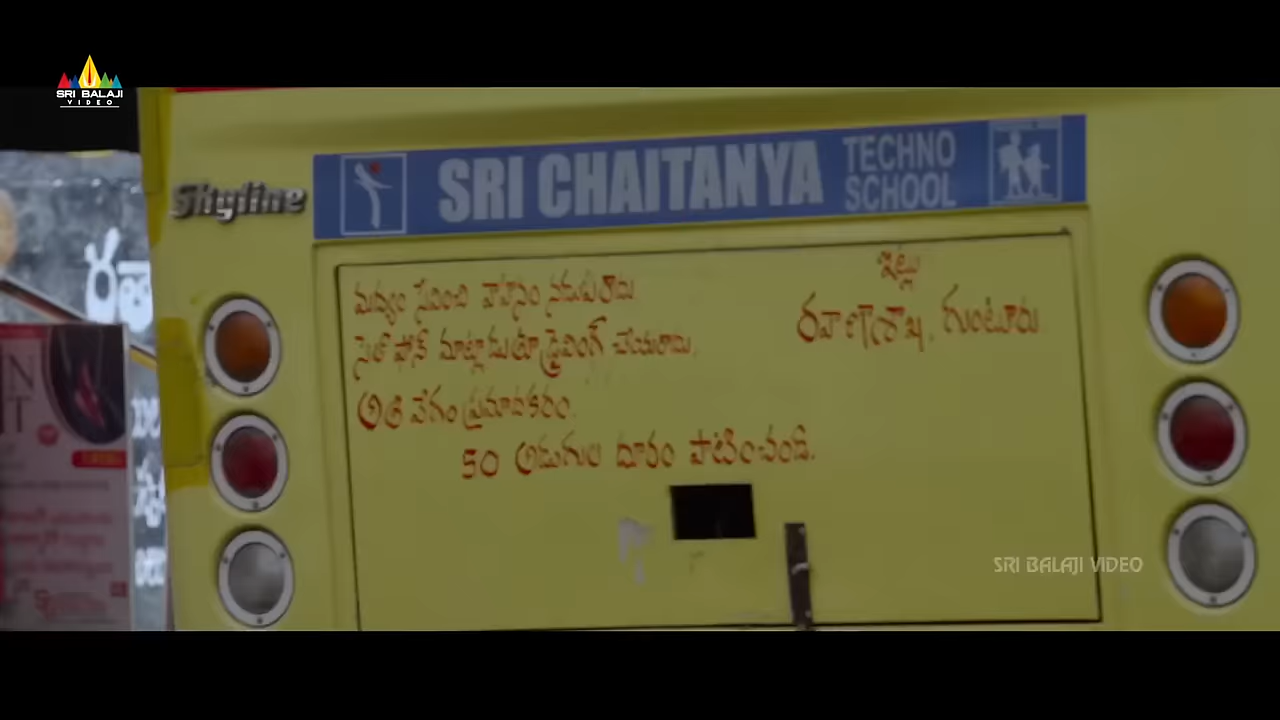 SRI BALAJI
VIDEO
SRI CHAITANYA
TECHNO
SCHOOL
Skyline
మద్యం సేవించి వాహనం నడుపరాదు
సెల్ ఫోన్ మాట్లాడుతూ డ్రైవింగ్ చేయరాదు.
అతి వేగం ప్రమాదకరం.
50 అడుగుల దూరం పాటించండి.
ఇట్లు
రవాణాశాఖ, గుంటూరు.
SRI BALAJI VIDEO